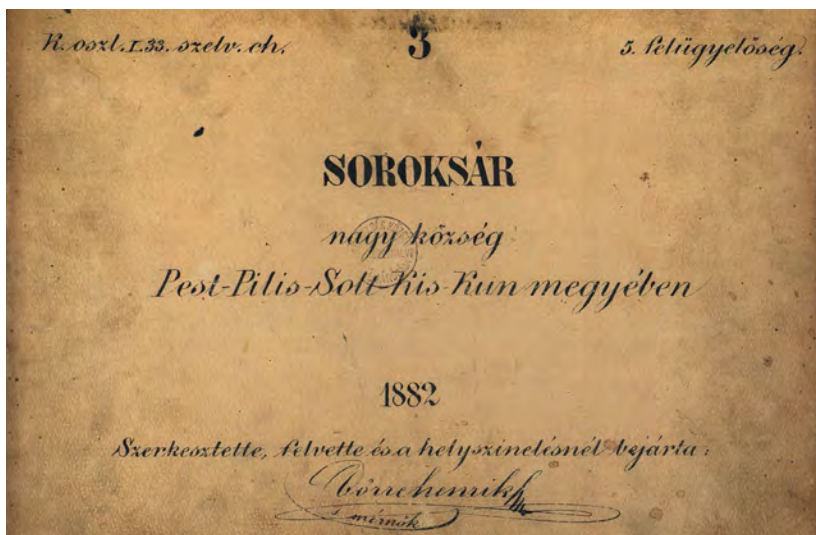 K. oszt. I. 33. szelv. ch. 3 5. felügyelőség.
SOROKSÁR
nagy község
Pest-Pilis-Solt-Kis-Kun megyében
1882
Szerkesztette, felvette és a helyszinelésnél bejárta:
mérnök